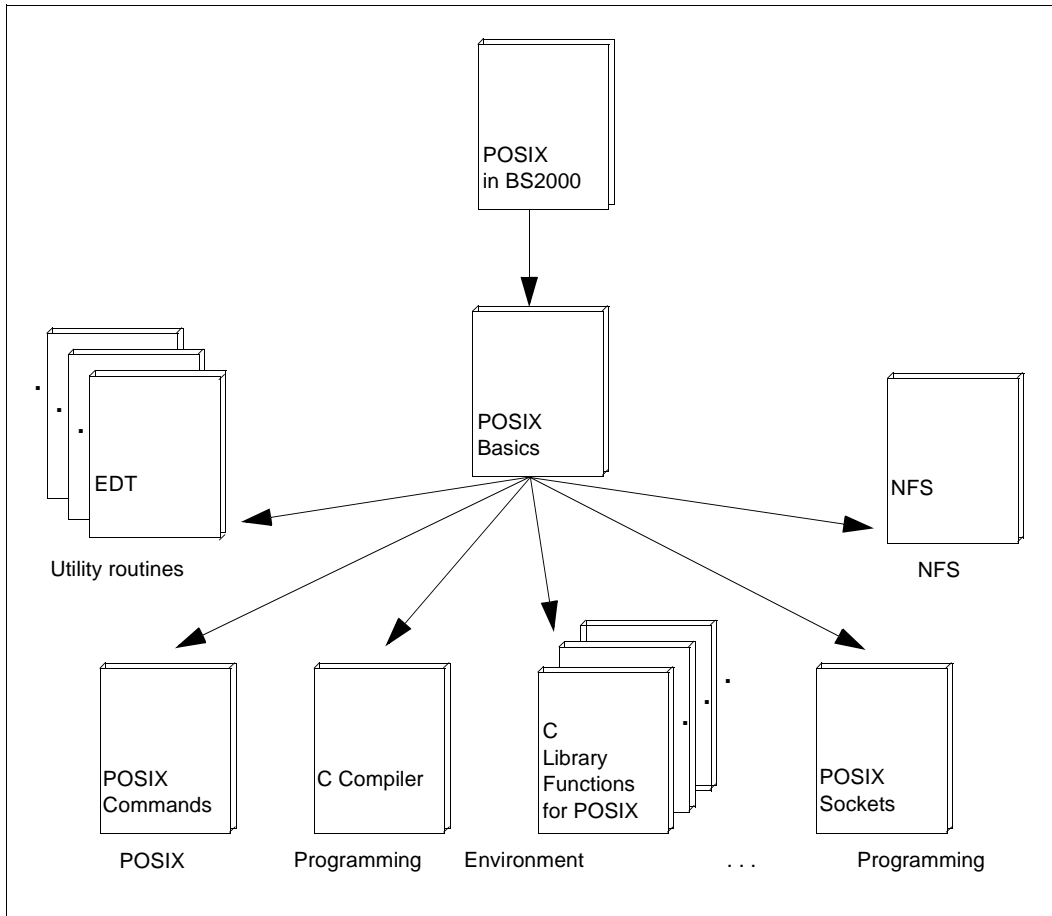 POSIX
in BS2000
POSIX
Basics
EDT
Utility routines
NFS
NFS
POSIX
Commands
C Compiler
C
Library
Functions
for POSIX
POSIX
Sockets
POSIX Programming Environment . . . Programming